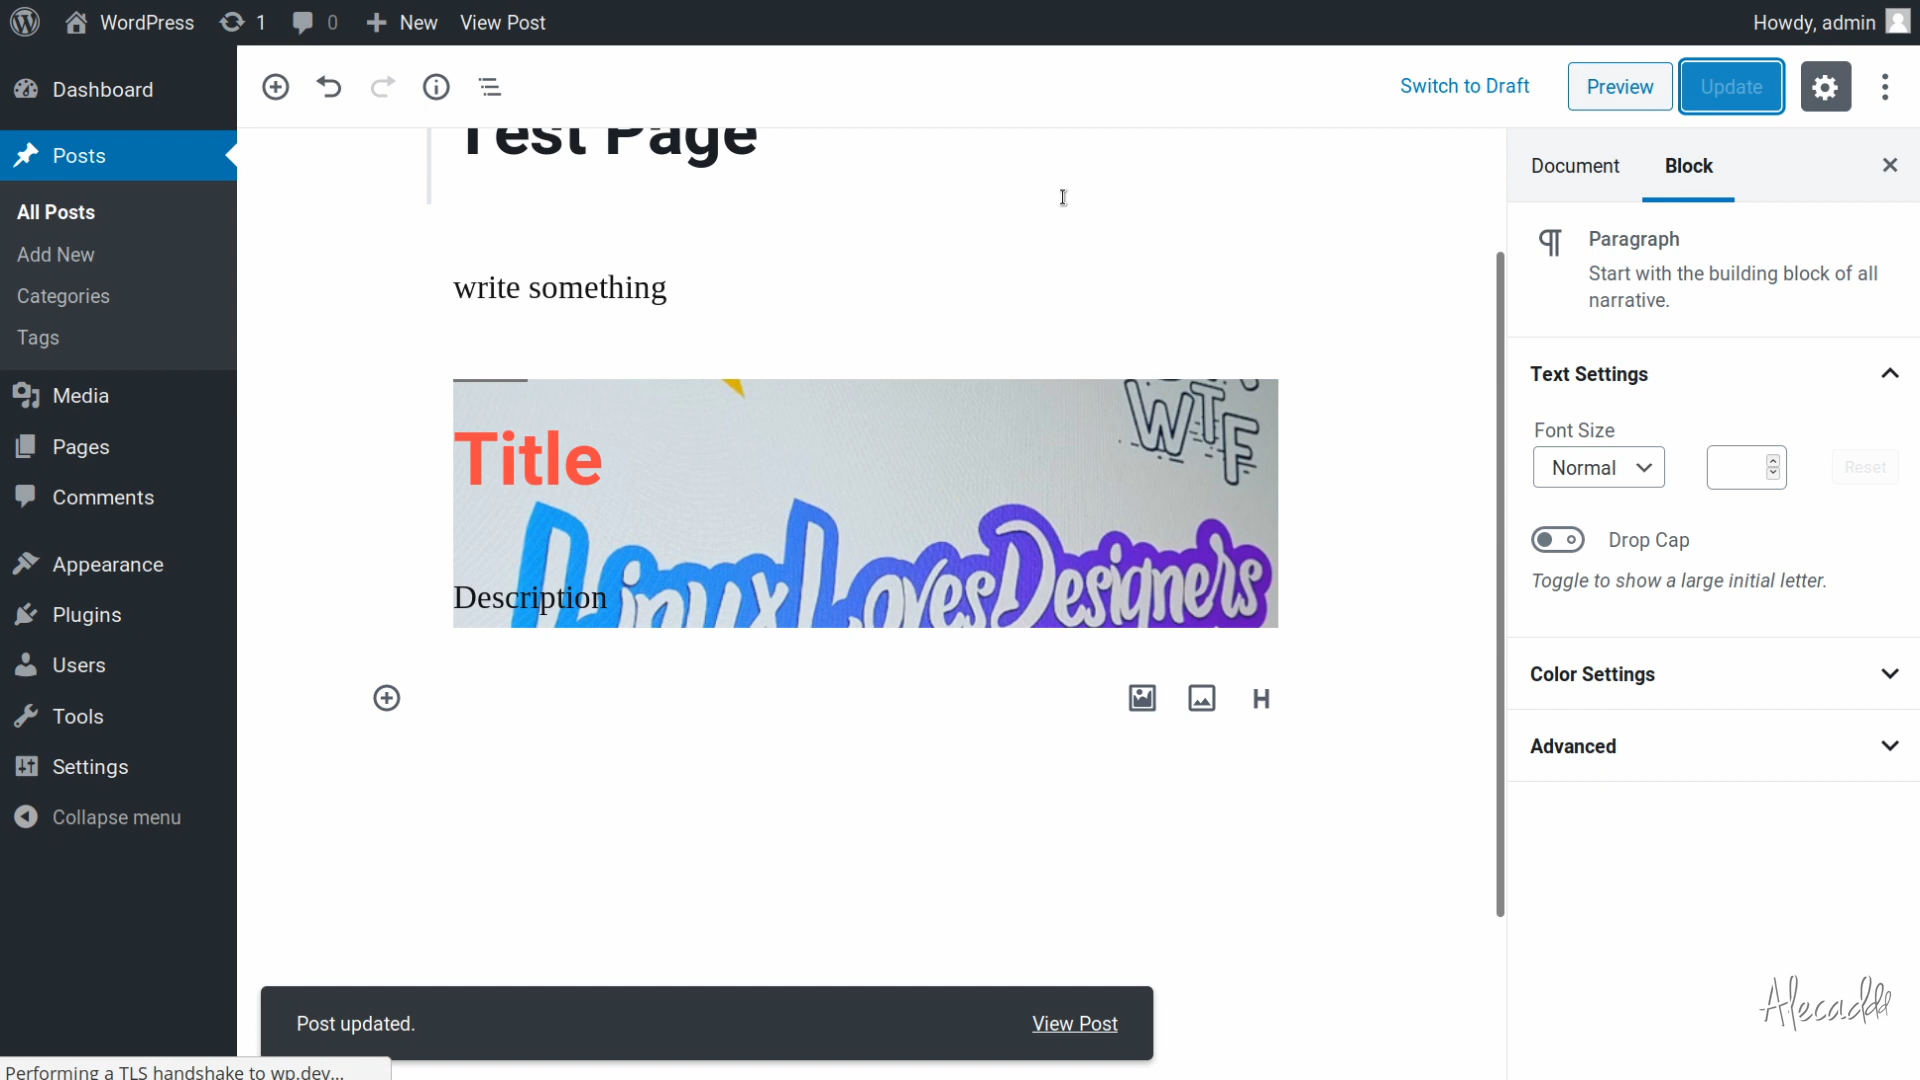 WordPress 1 0 New View Post Howdy, admin
Dashboard
Posts
All Posts
Add New
Categories
Tags
Media
Pages
Comments
Appearance
Plugins
Users
Tools
Settings
Collapse menu
Switch to Draft Preview Update
Test Page
write something
WTF
Title
LinuxLovesDesigners
Description
H
Document Block
Paragraph
Start with the building block of all
narrative.
Text Settings
Font Size
Normal Reset
Drop Cap
Toggle to show a large initial letter.
Color Settings
Advanced
Alecaddd
Post updated. View Post
Performing a TLS handshake to wp.dev...